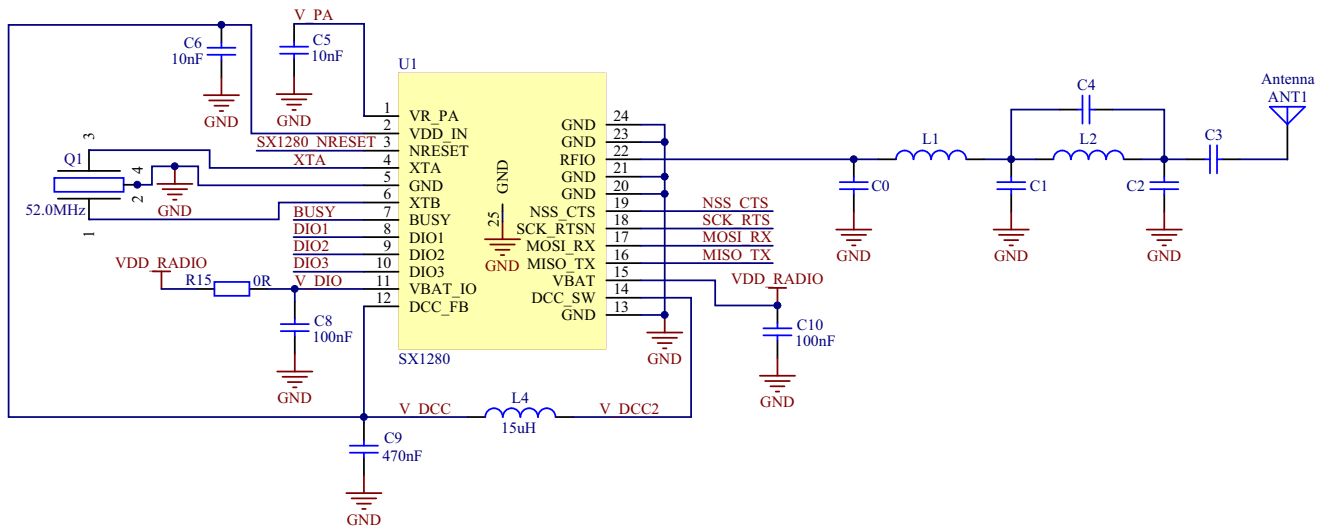 V_PA
C6
10nF
C5
10nF
GND
GND
U1
1
VR_PA
2
VDD_IN
SX1280_NRESET
3
NRESET
XTA
4
XTA
5
GND
6
XTB
BUSY
7
BUSY
DIO1
8
DIO1
DIO2
9
DIO2
DIO3
10
DIO3
V_DIO
11
VBAT_IO
12
DCC_FB
GND
25
GND
24
GND
23
GND
22
RFIO
21
GND
20
GND
19
NSS_CTS
NSS_CTS
18
SCK_RTSN
SCK_RTS
17
MOSI_RX
MOSI_RX
16
MISO_TX
MISO_TX
15
VBAT
14
DCC_SW
13
GND
SX1280
Q1
3
4
2
1
52.0MHz
GND
VDD_RADIO
R15
0R
C8
100nF
GND
VDD_RADIO
C10
100nF
GND
GND
V_DCC
L4
15uH
V_DCC2
C9
470nF
GND
C0
GND
L1
C1
GND
C4
L2
C2
GND
C3
Antenna
ANT1